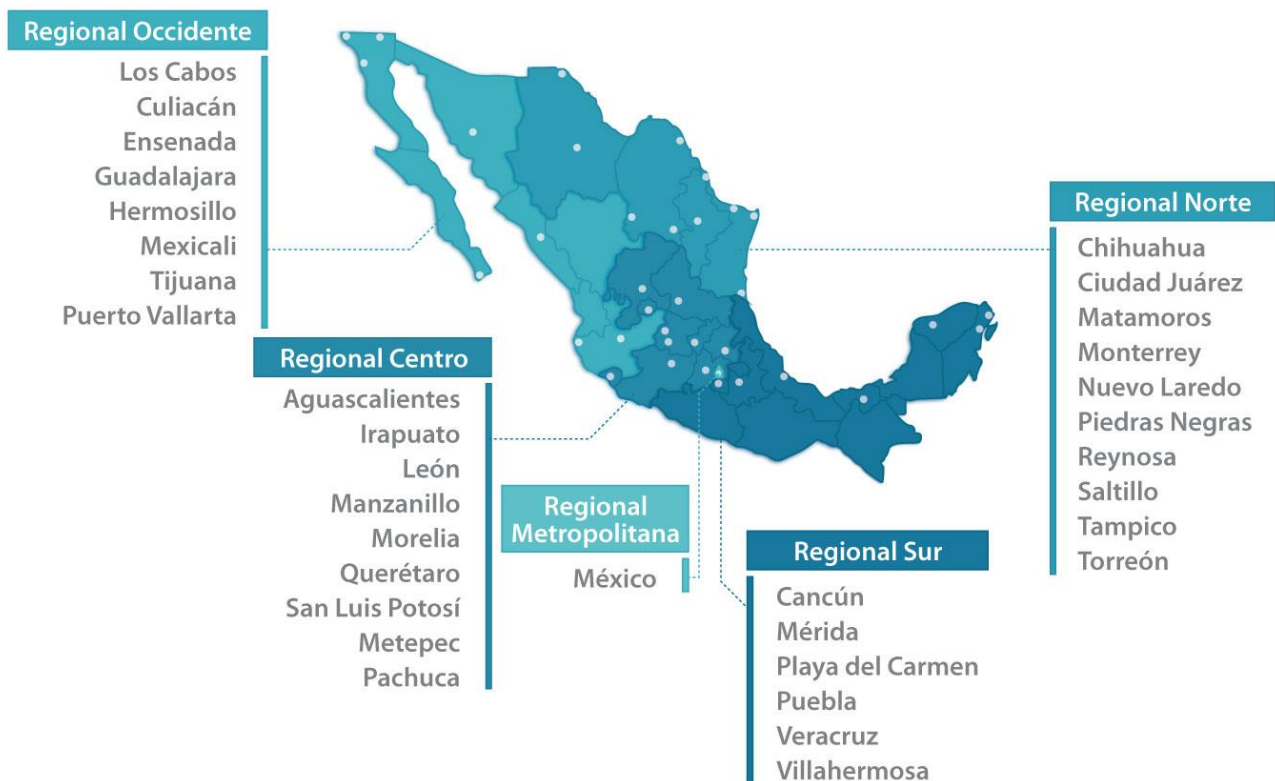 Regional Occidente
Los Cabos
Culiacán
Ensenada
Guadalajara
Hermosillo
Mexicali
Tijuana
Puerto Vallarta
Regional Centro
Aguascalientes
Irapuato
León
Manzanillo
Morelia
Querétaro
San Luis Potosí
Metepec
Pachuca
Regional
Metropolitana
México
Regional Sur
Cancún
Mérida
Playa del Carmen
Puebla
Veracruz
Villahermosa
Regional Norte
Chihuahua
Ciudad Juárez
Matamoros
Monterrey
Nuevo Laredo
Piedras Negras
Reynosa
Saltillo
Tampico
Torreón